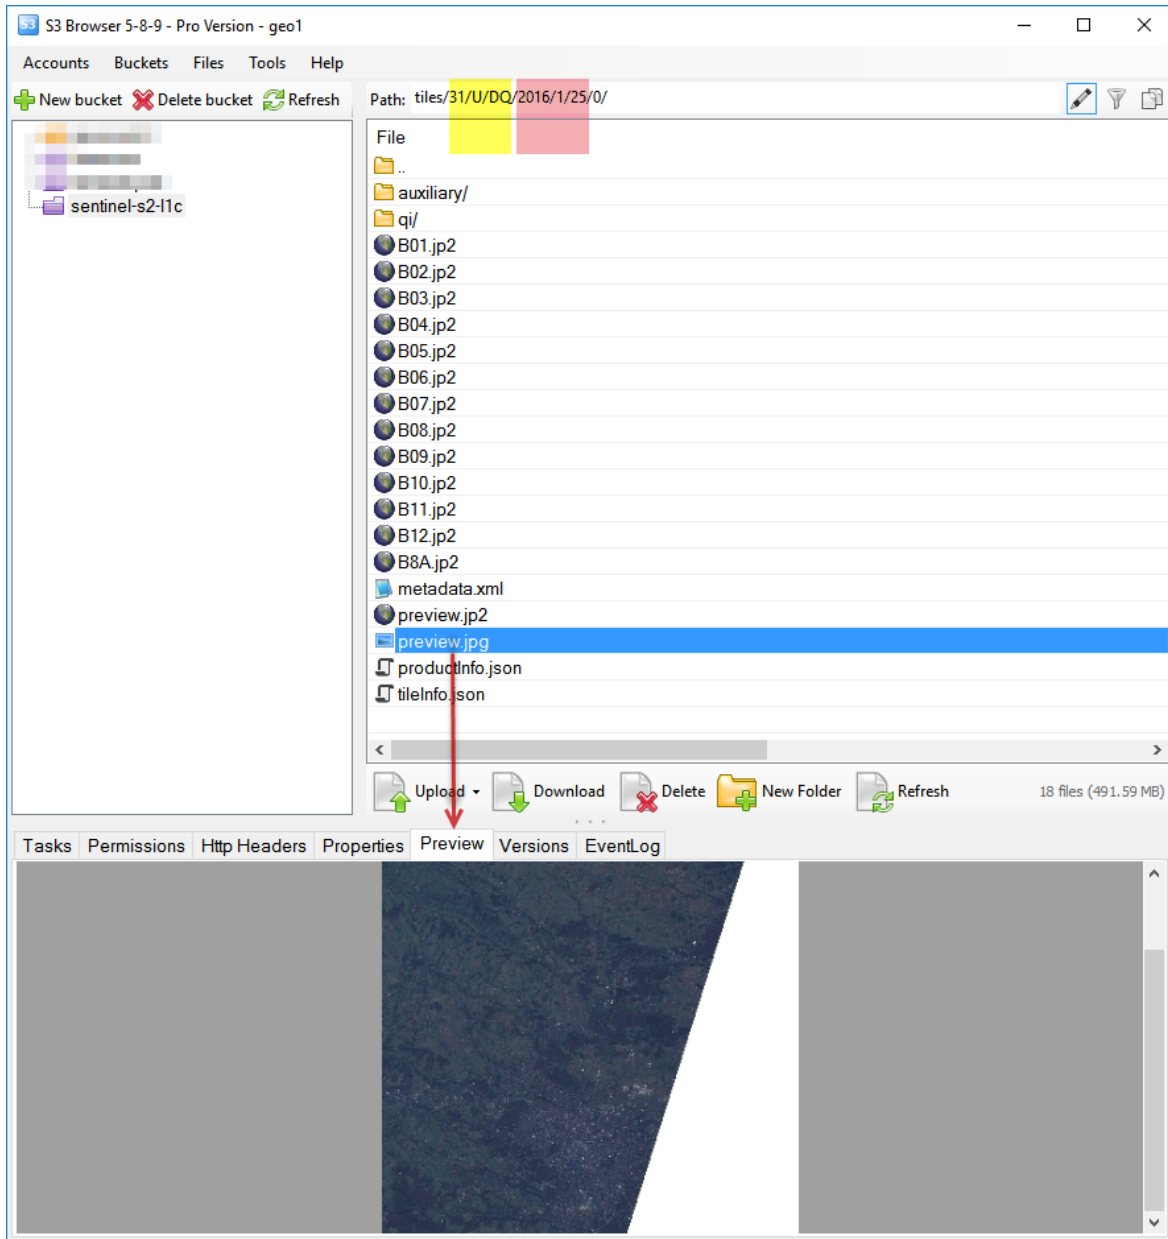 S3 Browser 5-8-9 - Pro Version - geo1
Accounts Buckets Files Tools Help
New bucket Delete bucket Refresh
Path: tiles/31/U/DQ/2016/1/25/0/
sentinel-s2-l1c
File
..
auxiliary/
qi/
B01.jp2
B02.jp2
B03.jp2
B04.jp2
B05.jp2
B06.jp2
B07.jp2
B08.jp2
B09.jp2
B10.jp2
B11.jp2
B12.jp2
B8A.jp2
metadata.xml
preview.jp2
preview.jpg
productInfo.json
tileInfo.json
Upload Download Delete New Folder Refresh 18 files (491.59 MB)
Tasks Permissions Http Headers Properties Preview Versions EventLog